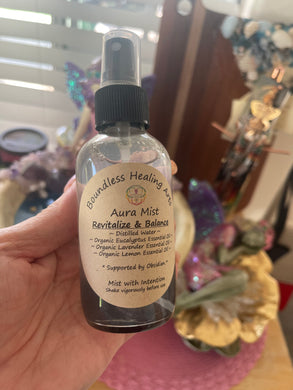 Boundless Healing Arts
Aura Mist
Revitalize & Balance
~ Distilled Water ~
~ Organic Eucalyptus Essential Oil ~
~ Organic Lavender Essential Oil ~
~ Organic Lemon Essential Oil ~
* Supported by Obsidian *
Mist with Intention
Shake vigorously before use